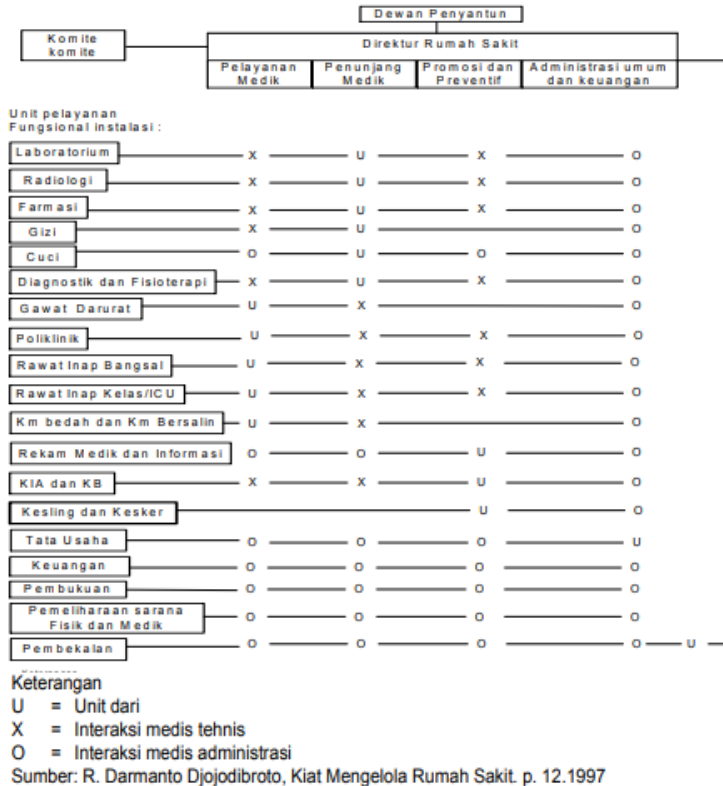 Dewan Penyantun
Komite
komite
Direktur Rumah Sakit
Pelayanan
Medik
Penunjang
Medik
Promosi dan
Preventif
Administrasi umum
dan keuangan
Unit pelayanan
Fungsional instalasi :
Laboratorium X U X O
Radiologi X U X O
Farmasi X U X O
Gizi X U O
Cuci O U O O
Diagnostik dan Fisioterapi X U X O
Gawat Darurat U X O
Poliklinik U X X O
Rawat Inap Bangsal U X X O
Rawat Inap Kelas/ICU U X X O
Km bedah dan Km Bersalin U X O
Rekam Medik dan Informasi O O U O
KIA dan KB X X U O
Kesling dan Kesker U O
Tata Usaha O O O U
Keuangan O O O O
Pembukuan O O O O
Pemeliharaan sarana
Fisik dan Medik O O O O
Pembekalan O O O O U
Keterangan
U = Unit dari
X = Interaksi medis tehnis
O = Interaksi medis administrasi
Sumber: R. Darmanto Djojodibroto, Kiat Mengelola Rumah Sakit. p. 12.1997